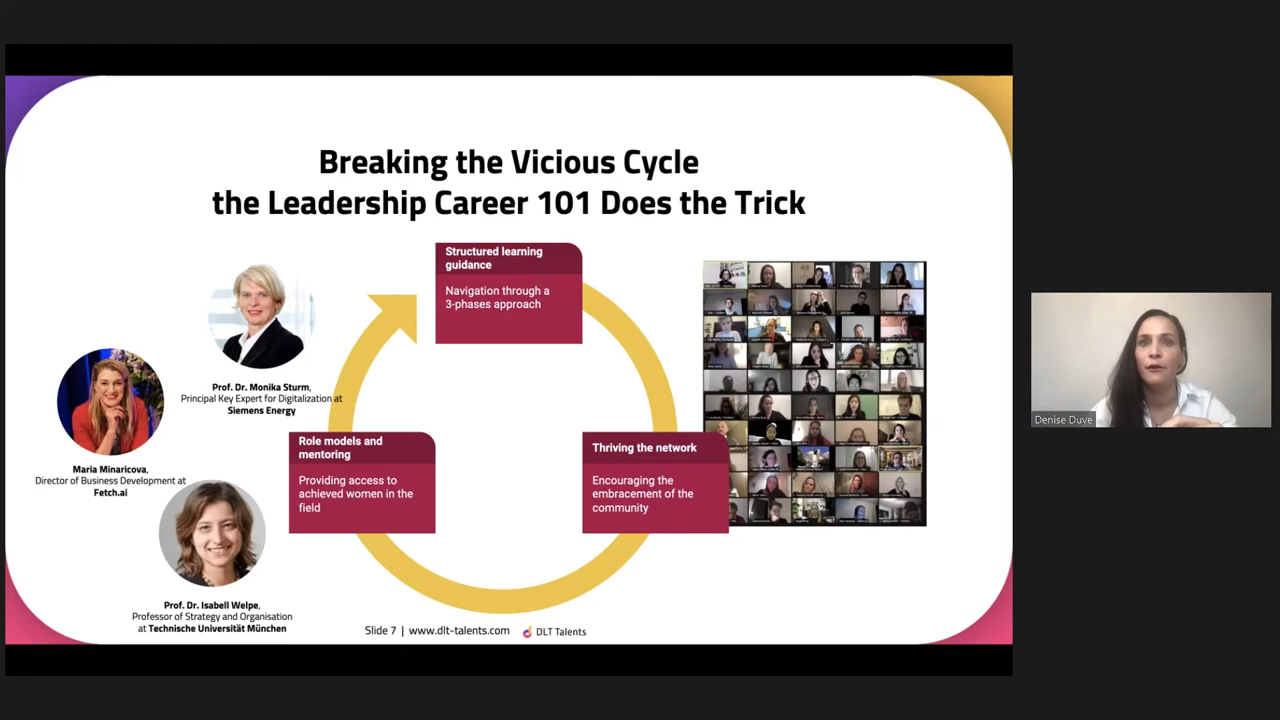 Breaking the Vicious Cycle
the Leadership Career 101 Does the Trick
Structured learning
guidance
Navigation through a
3-phases approach
Prof. Dr. Monika Sturm,
Principal Key Expert for Digitalization at
Siemens Energy
Maria Minaricova,
Director of Business Development at
Fetch.ai
Role models and
mentoring
Providing access to
achieved women in the
field
Thriving the network
Encouraging the
embracement of the
community
Prof. Dr. Isabell Welpe,
Professor of Strategy and Organisation
at Technische Universität München
Slide 7 | www.dlt-talents.com
DLT Talents
Denise Duve